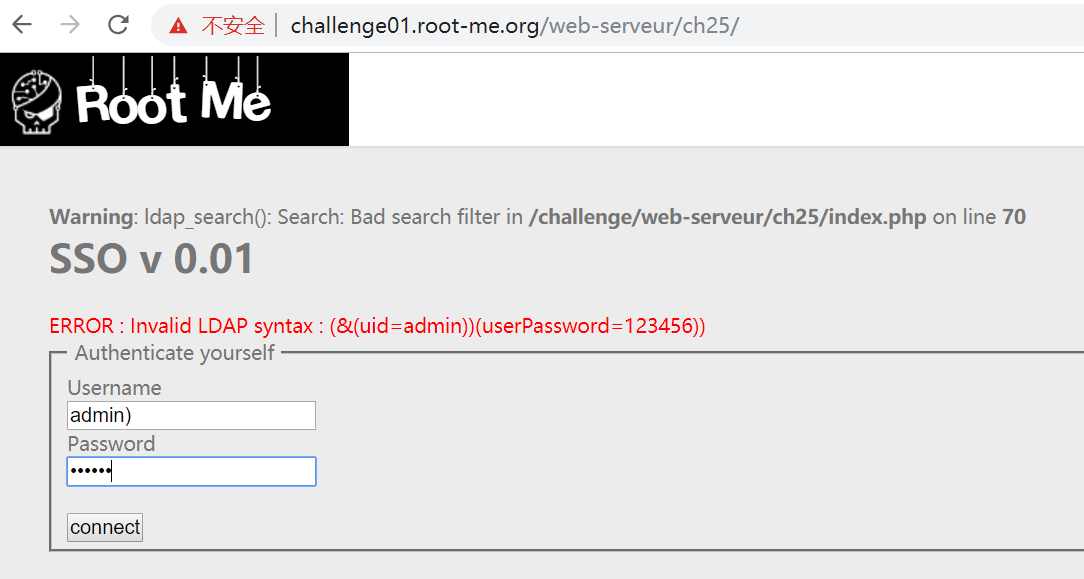 不安全 challenge01.root-me.org/web-serveur/ch25/
Root Me
Warning: ldap_search(): Search: Bad search filter in /challenge/web-serveur/ch25/index.php on line 70
SSO v 0.01
ERROR : Invalid LDAP syntax : (&(uid=admin))(userPassword=123456))
Authenticate yourself
Username
admin)
Password
••••••
connect